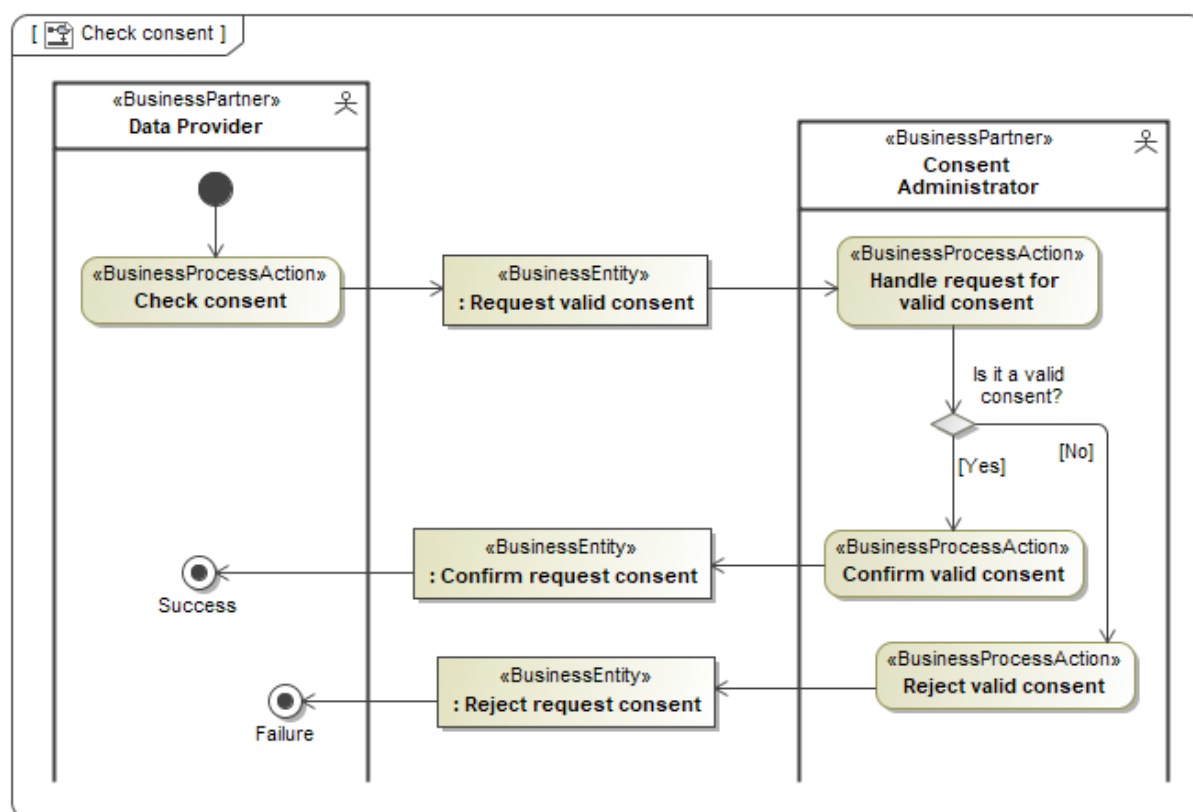 [ Check consent ]
«BusinessPartner»
Data Provider
«BusinessPartner»
Consent
Administrator
«BusinessProcessAction»
Check consent
«BusinessEntity»
: Request valid consent
«BusinessProcessAction»
Handle request for
valid consent
Is it a valid
consent?
[Yes]
[No]
«BusinessProcessAction»
Confirm valid consent
«BusinessEntity»
: Confirm request consent
Success
«BusinessProcessAction»
Reject valid consent
«BusinessEntity»
: Reject request consent
Failure